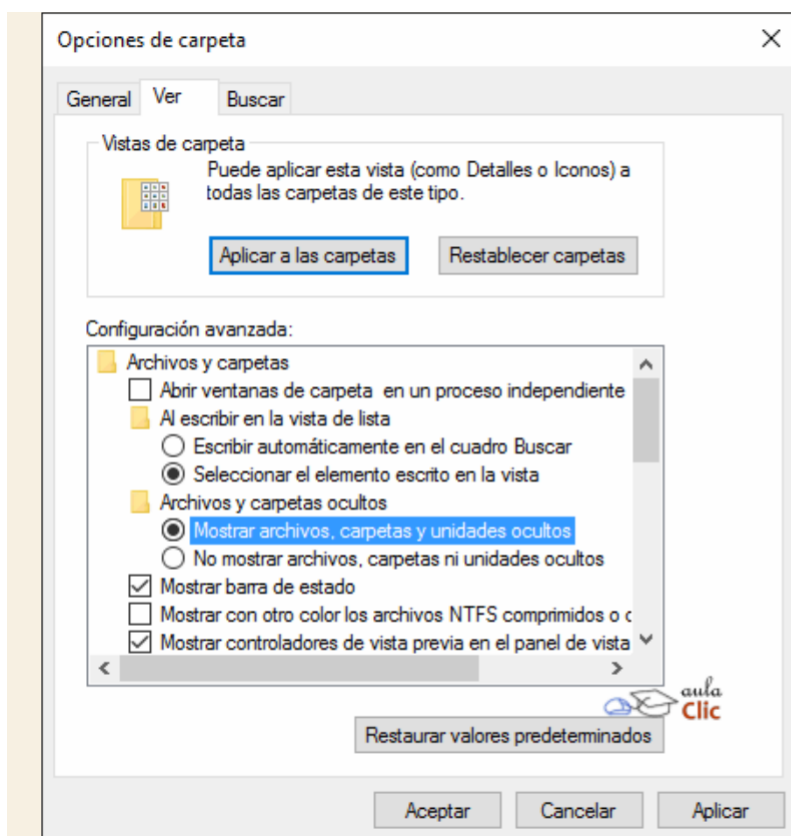 Opciones de carpeta
General Ver Buscar
Vistas de carpeta
Puede aplicar esta vista (como Detalles o Iconos) a
todas las carpetas de este tipo.
Aplicar a las carpetas Restablecer carpetas
Configuración avanzada:
Archivos y carpetas
Abrir ventanas de carpeta en un proceso independiente
Al escribir en la vista de lista
Escribir automáticamente en el cuadro Buscar
Seleccionar el elemento escrito en la vista
Archivos y carpetas ocultos
Mostrar archivos, carpetas y unidades ocultos
No mostrar archivos, carpetas ni unidades ocultos
Mostrar barra de estado
Mostrar con otro color los archivos NTFS comprimidos o
Mostrar controladores de vista previa en el panel de vista
aula
Clic
Restaurar valores predeterminados
Aceptar Cancelar Aplicar